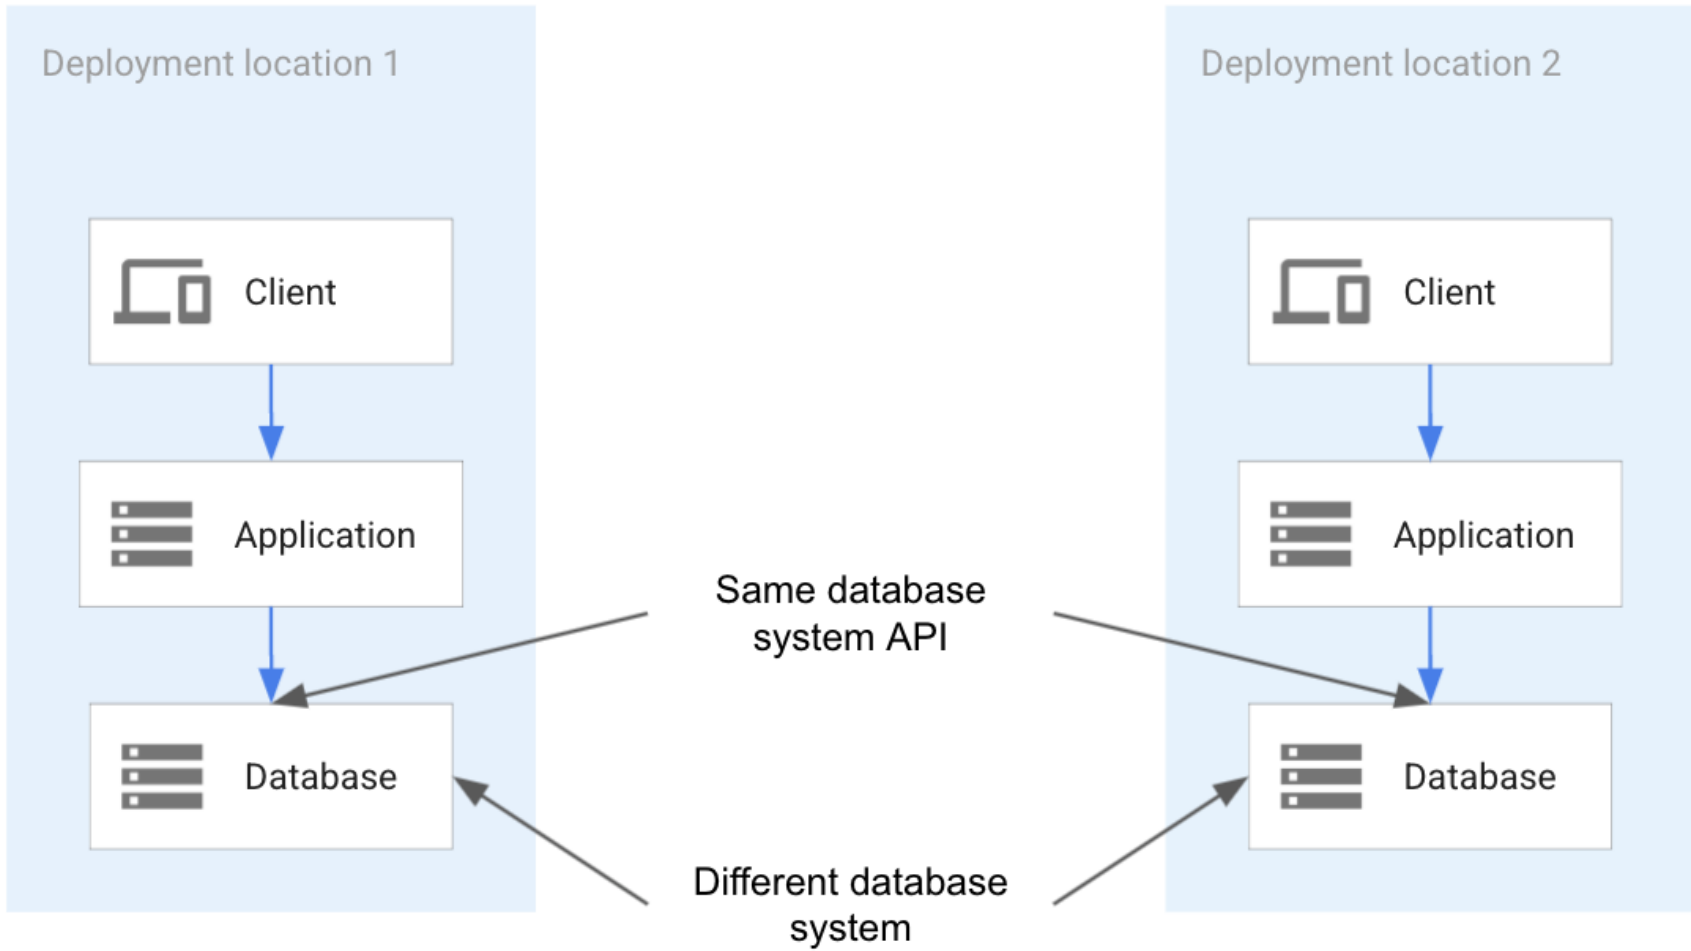 Deployment location 1
Client
Application
Database
Same database
system API
Different database
system
Deployment location 2
Client
Application
Database